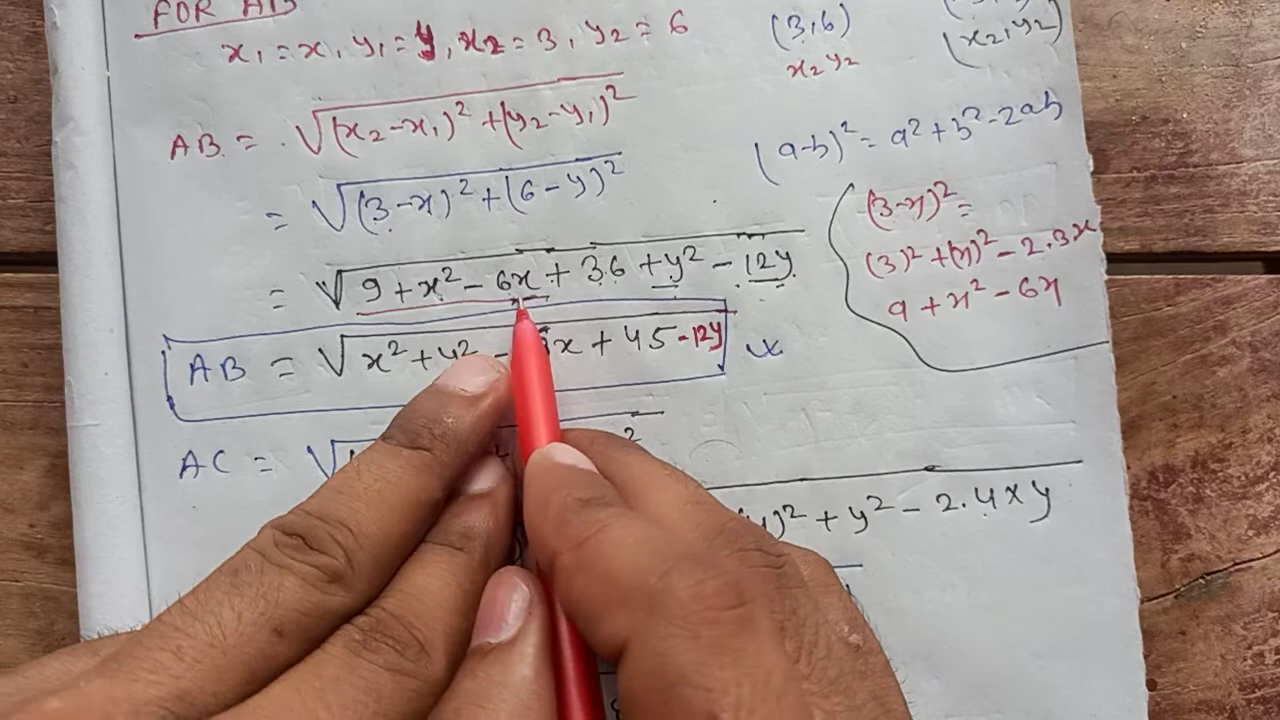 FOR AB
x₁ = x, y₁ = y, x₂ = 3, y₂ = 6
(3,6)
x₂ y₂
(x₂, y₂)
AB = √(x₂-x₁)² + (y₂-y₁)²
(a-b)² = a² + b² - 2ab
= √(3-x)² + (6-y)²
(3-x)² =
(3)² + (x)² - 2.3x
9 + x² - 6x
= √9 + x² - 6x + 36 + y² - 12y
AB = √x² + y² - 6x + 45 - 12y
AC = √
)² + y² - 2.4xy